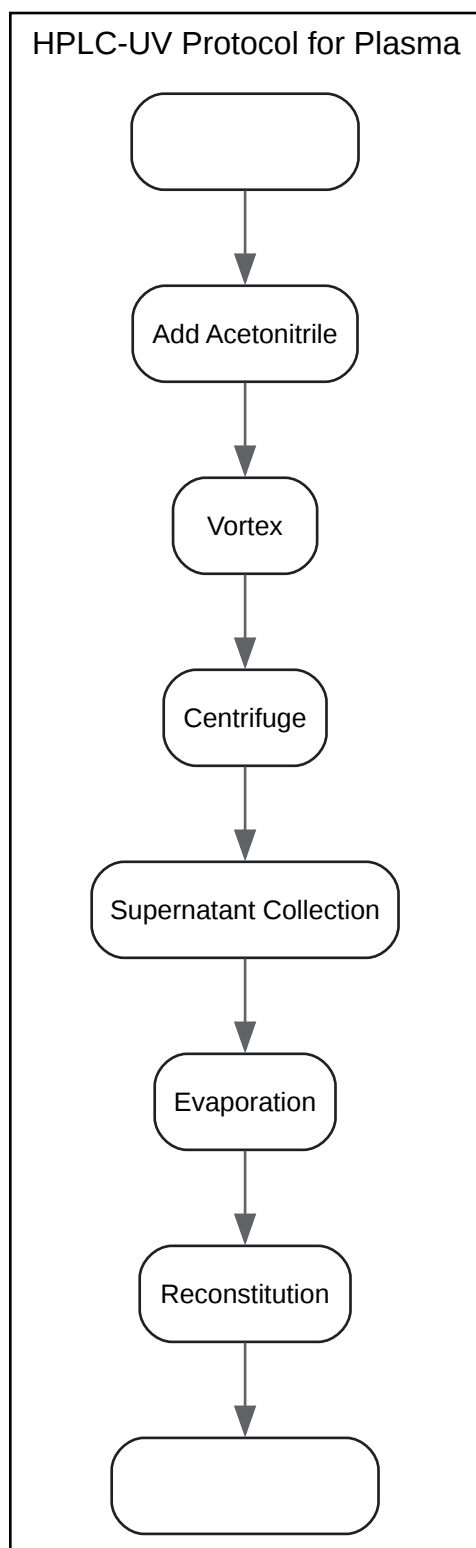 HPLC-UV Protocol for Plasma
Add Acetonitrile
Vortex
Centrifuge
Supernatant Collection
Evaporation
Reconstitution